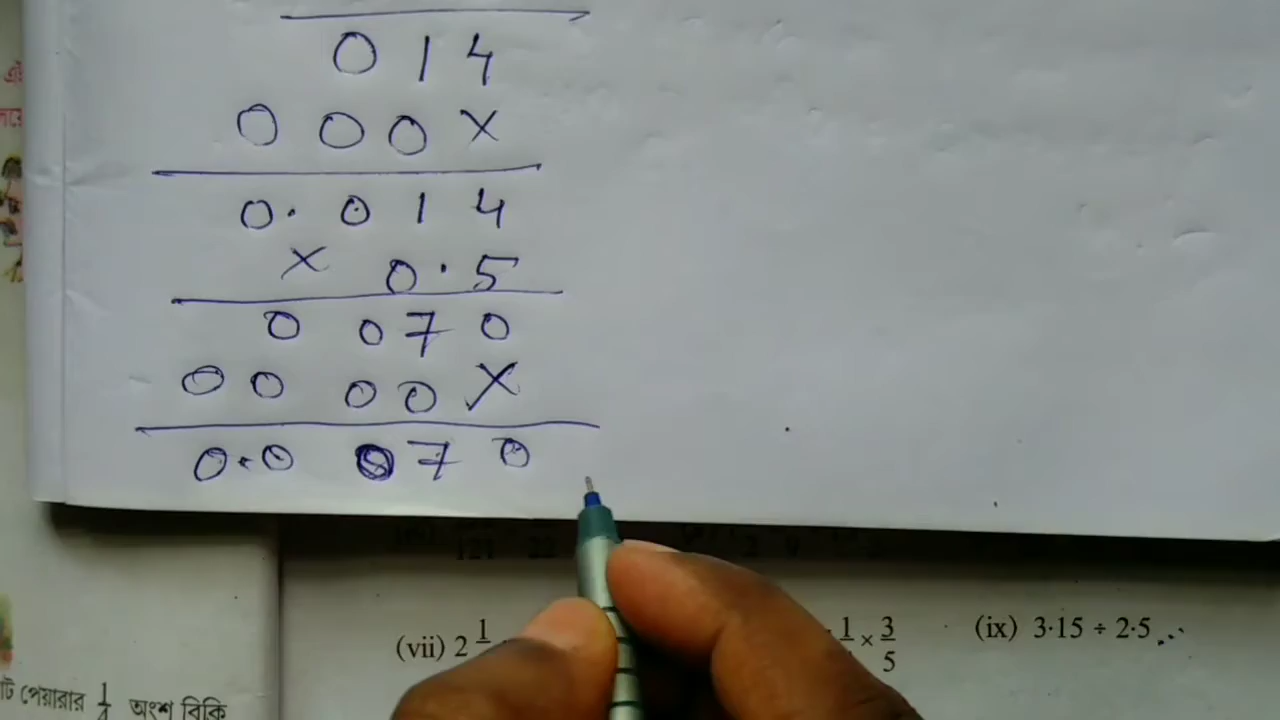 0 1 4
0 0 0 ×
0 . 0 1 4
× 0 . 5
0 0 7 0
0 0 0 0 ×
0 . 0 0 7 0
(vii) 2 1
1 × 3/5
(ix) 3·15 ÷ 2·5
টি পেয়ারার 1/4 অংশ বিক্রি